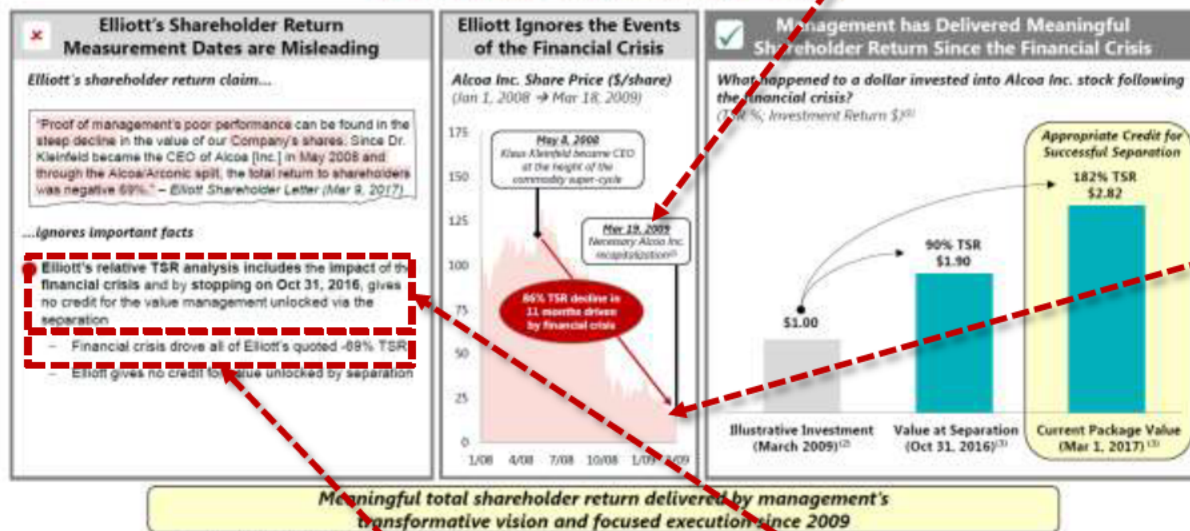 Elliott's Shareholder Return
Measurement Dates are Misleading
Elliott's shareholder return claim...
"Proof of management's poor performance can be found in the
steep decline in the value of our Company's shares. Since Dr.
Kleinfeld became the CEO of Alcoa [Inc.] in May 2008 and
through the Alcoa/Arconic split, the total return to shareholders
was negative 69%." – Elliott Shareholder Letter (Mar 9, 2017)
...ignores important facts
Elliott's relative TSR analysis includes the impact of the
financial crisis and by stopping on Oct 31, 2016, gives
no credit for the value management unlocked via the
separation
– Financial crisis drove all of Elliott's quoted -69% TSR
– Elliott gives no credit for value unlocked by separation
Elliott Ignores the Events
of the Financial Crisis
Alcoa Inc. Share Price ($/share)
(Jan 1, 2008 → Mar 18, 2009)
175
150
125
100
75
50
25
0
May 8, 2008
Klaus Kleinfeld became CEO
at the height of the
commodity super-cycle
Mar 19, 2009
Necessary Alcoa Inc.
recapitalization
86% TSR decline in
11 months driven
by financial crisis
1/08 4/08 7/08 10/08 1/09 3/09
Management has Delivered Meaningful
Shareholder Return Since the Financial Crisis
What happened to a dollar invested into Alcoa Inc. stock following
the financial crisis?
(TSR %; Investment Return $)(1)
Appropriate Credit for
Successful Separation
182% TSR
$2.82
90% TSR
$1.90
$1.00
Illustrative Investment
(March 2009)(2)
Value at Separation
(Oct 31, 2016)(3)
Current Package Value
(Mar 1, 2017)(3)
Meaningful total shareholder return delivered by management's
transformative vision and focused execution since 2009